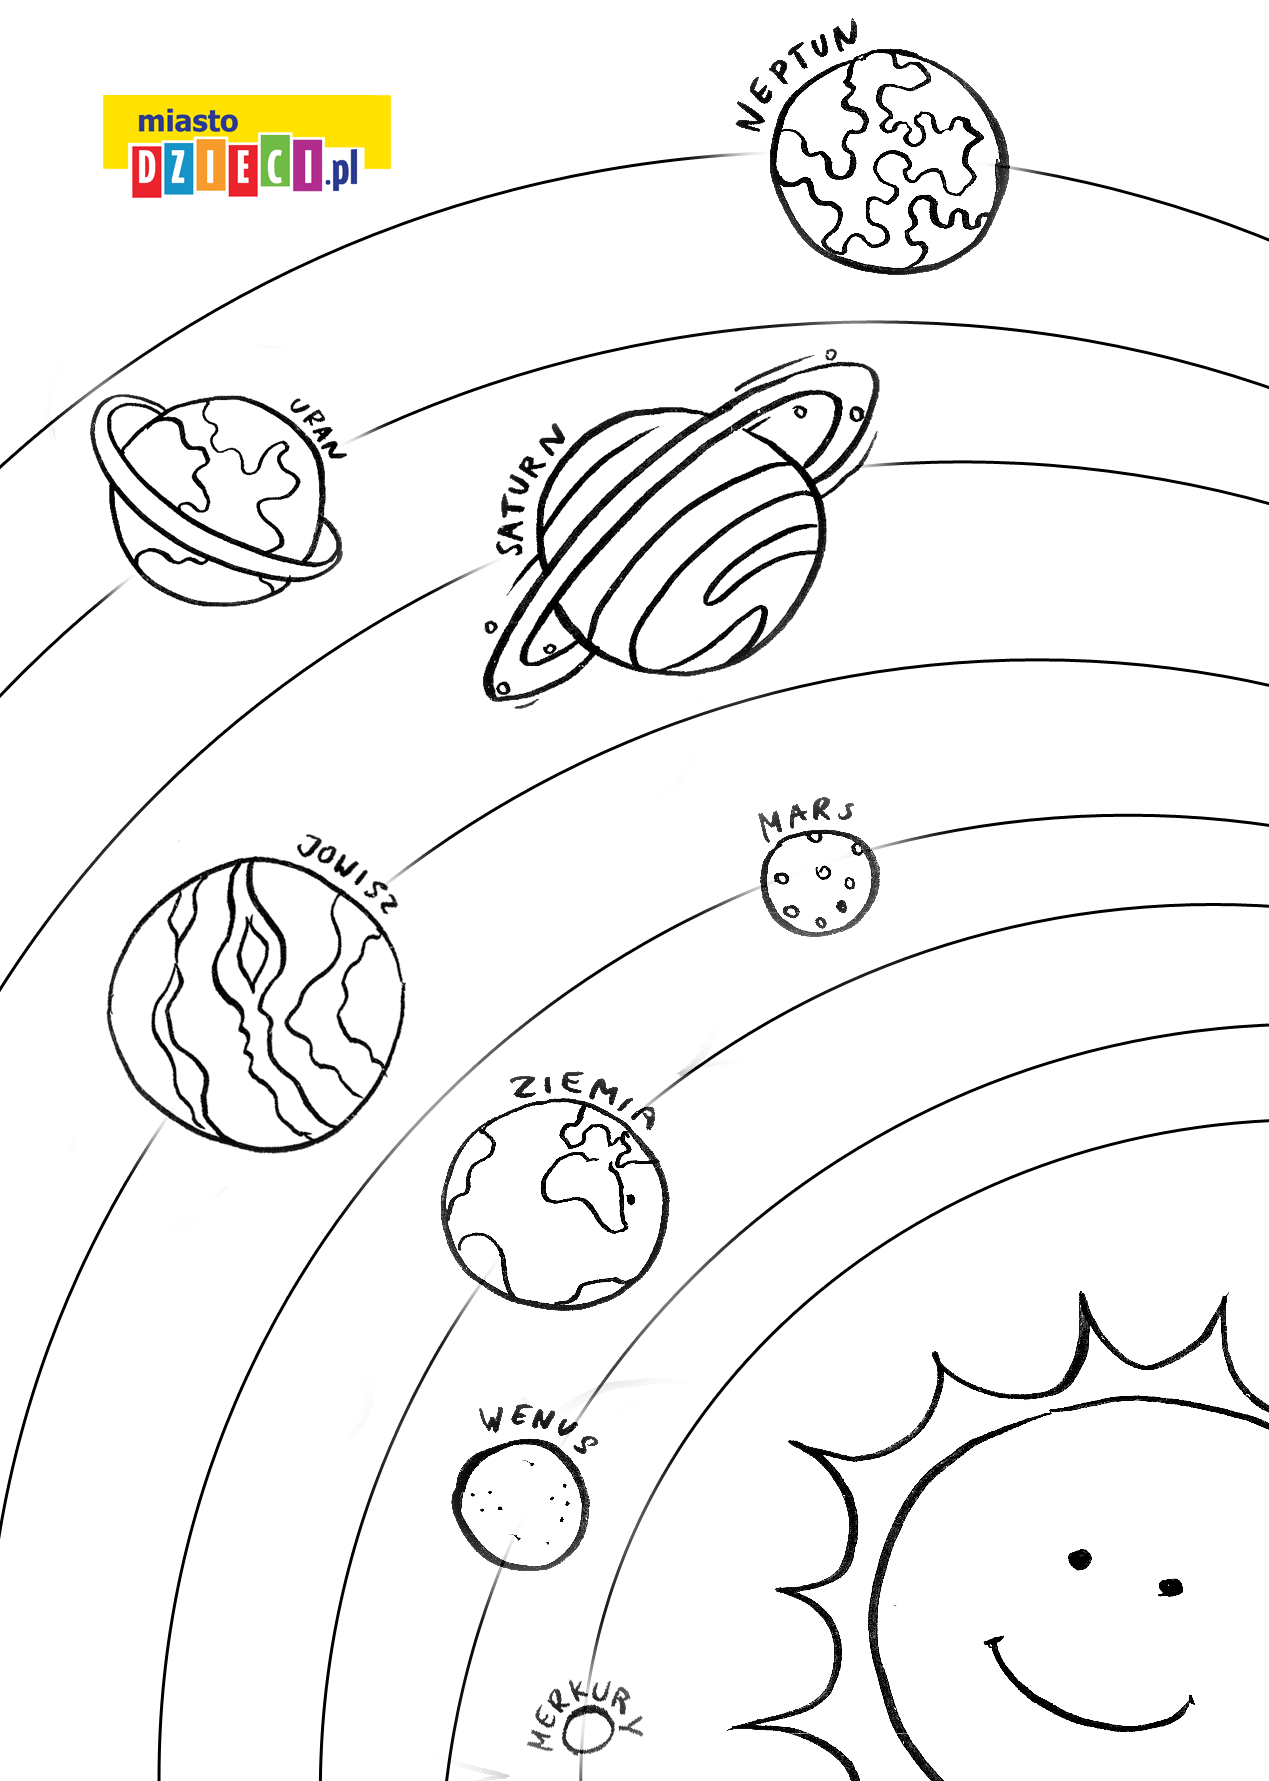 NEPTUN
miasto
DZIECI.pl
URAN
SATURN
MARS
JOWISZ
ZIEMIA
WENUS
MERKURY